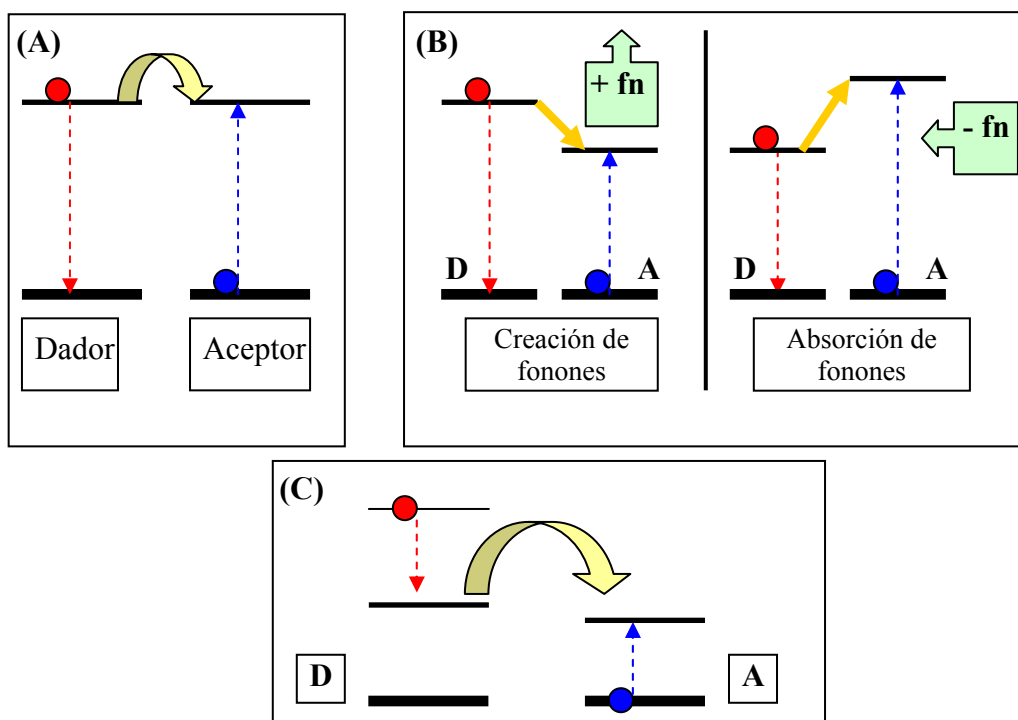 (A)
Dador
Aceptor
(B)
+ fn
- fn
D
A
D
A
Creación de
fonones
Absorción de
fonones
(C)
D
A